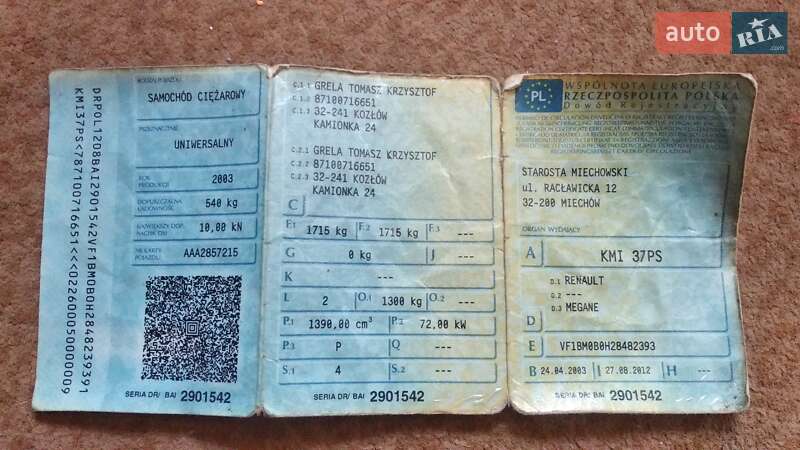 auto RIA.com
DRPOL1208BAI2901542VF1BM0B0H2848239391
KMI37PS<787100716651<<<0226000500000009
RODZAJ POJAZDU
SAMOCHÓD CIĘŻAROWY
PRZEZNACZENIE
UNIWERSALNY
ROK PRODUKCJI
2003
DOPUSZCZALNA ŁADOWNOŚĆ
540 kg
NAJWIĘKSZY DOP. NACISK OSI
10,00 kN
NR KARTY POJAZDU
AAA2857215
SERIA DR/ BAI 2901542
C.1.1 GRELA TOMASZ KRZYSZTOF
C.1.2 87100716651
C.1.3 32-241 KOZŁÓW
KAMIONKA 24
C.2.1 GRELA TOMASZ KRZYSZTOF
C.2.2 87100716651
C.2.3 32-241 KOZŁÓW
KAMIONKA 24
C
F.1 1715 kg F.2 1715 kg F.3 ---
G 0 kg J ---
K ---
L 2 O.1 1300 kg O.2 ---
P.1 1390,00 cm³ P.2 72,00 kW
P.3 P Q ---
S.1 4 S.2 ---
SERIA DR/ BAI 2901542
PL
WSPÓLNOTA EUROPEJSKA
RZECZPOSPOLITA POLSKA
Dowód Rejestracyjny
STAROSTA MIECHOWSKI
ul. RACŁAWICKA 12
32-200 MIECHÓW
ORGAN WYDAJĄCY
A KMI 37PS
D.1 RENAULT
D.2 ---
D.3 MEGANE
D
E VF1BM0B0H28482393
B 24.04.2003 I 27.08.2012 H ---
SERIA DR/ BAI 2901542